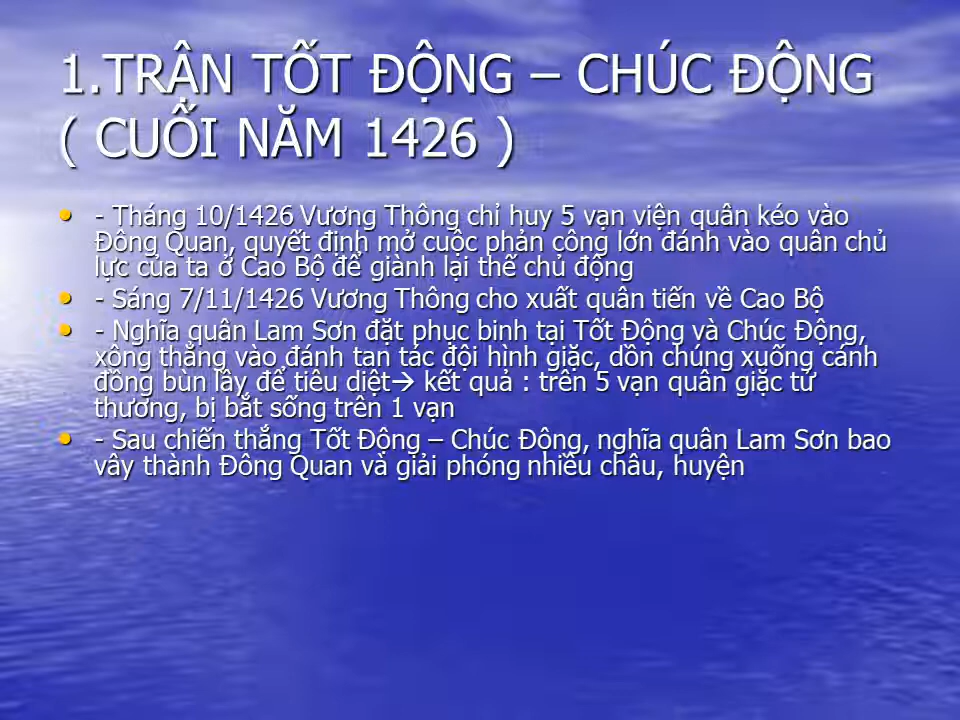 1.TRẬN TỐT ĐỘNG – CHÚC ĐỘNG
( CUỐI NĂM 1426 )
• - Tháng 10/1426 Vương Thông chỉ huy 5 vạn viện quân kéo vào
Đông Quan, quyết định mở cuộc phản công lớn đánh vào quân chủ
lực của ta ở Cao Bộ để giành lại thế chủ động
• - Sáng 7/11/1426 Vương Thông cho xuất quân tiến về Cao Bộ
• - Nghĩa quân Lam Sơn đặt phục binh tại Tốt Động và Chúc Động,
xông thẳng vào đánh tan tác đội hình giặc, dồn chúng xuống cánh
đồng bùn lầy để tiêu diệt→ kết quả : trên 5 vạn quân giặc tử
thương, bị bắt sống trên 1 vạn
• - Sau chiến thắng Tốt Động – Chúc Động, nghĩa quân Lam Sơn bao
vây thành Đông Quan và giải phóng nhiều châu, huyện